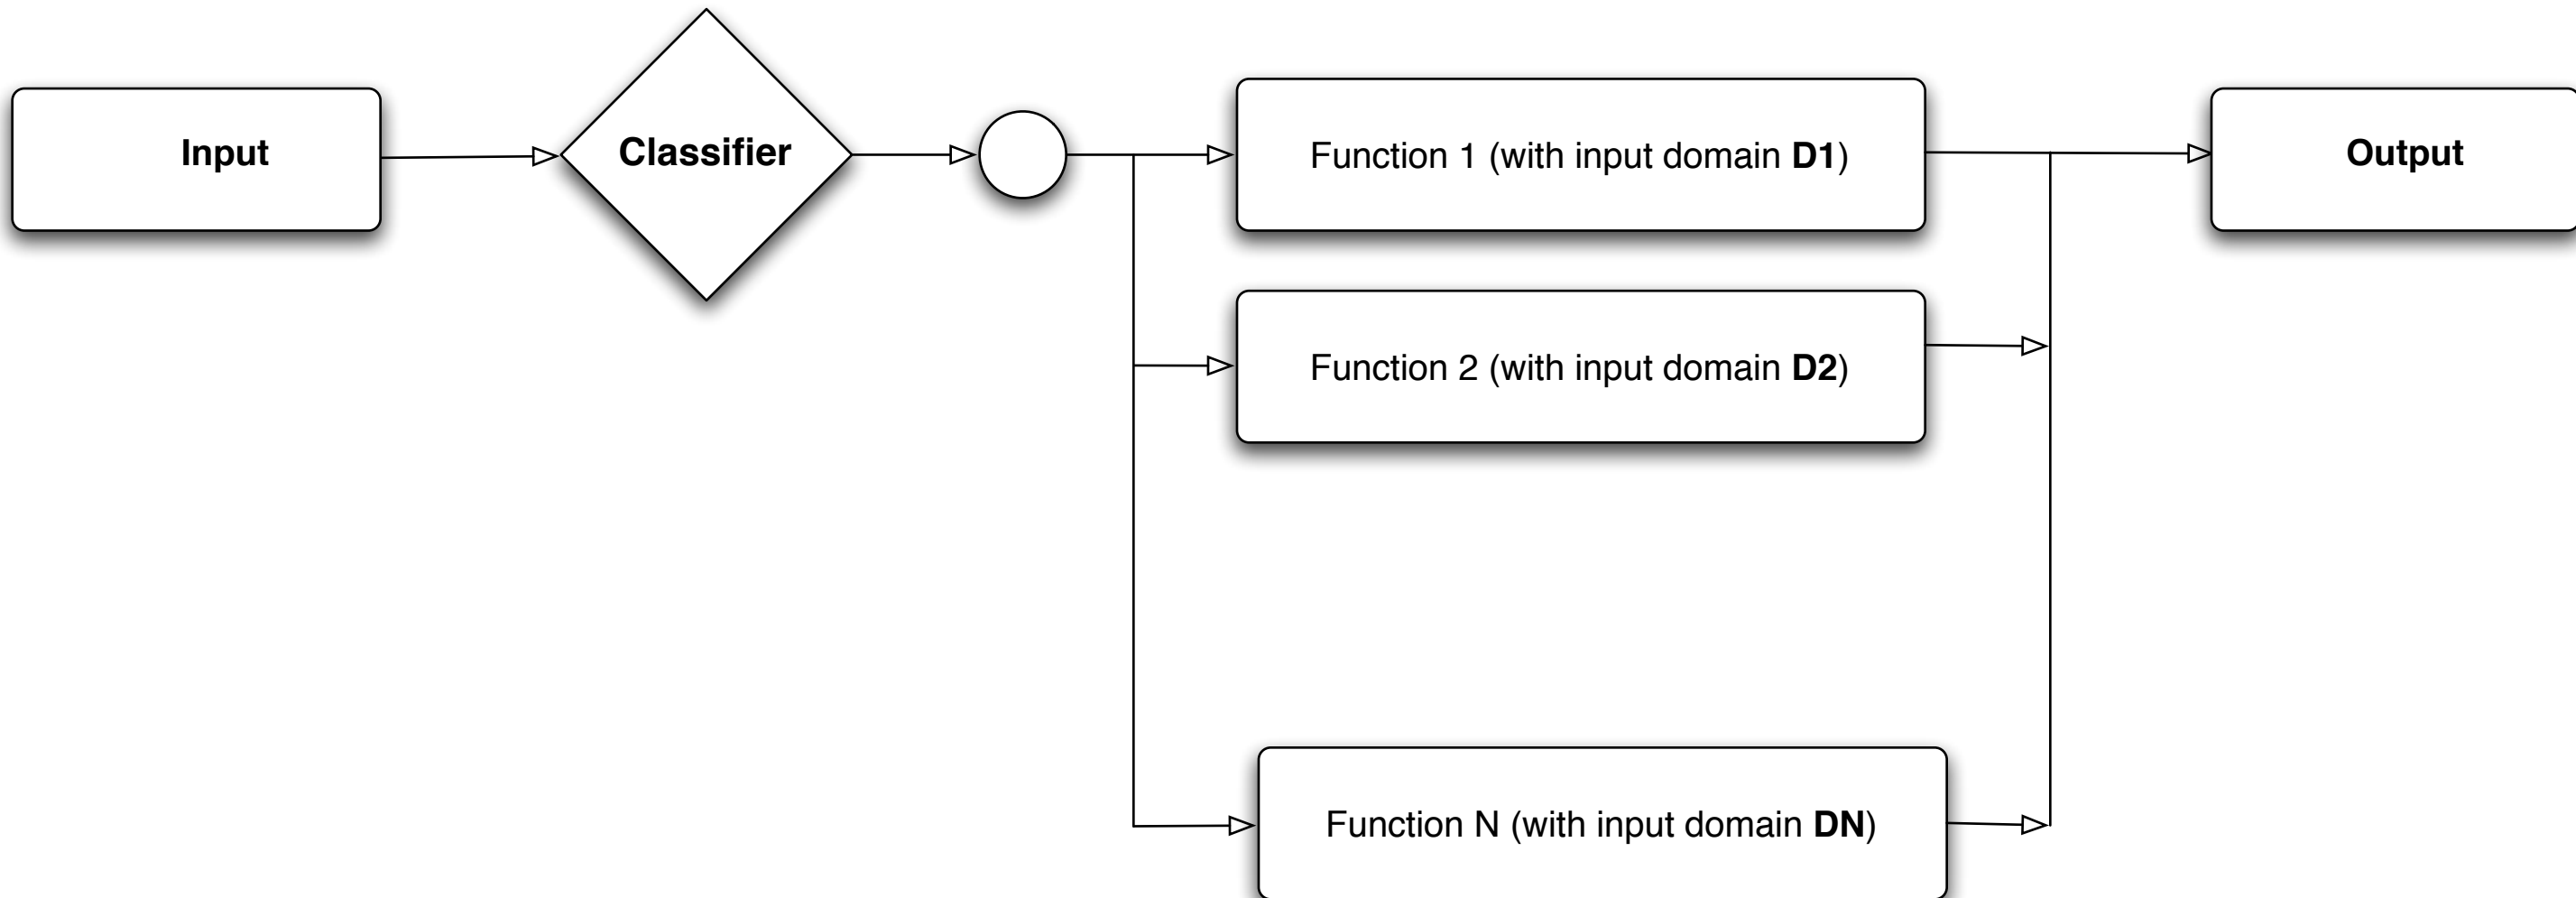 Input
Classifier
Function 1 (with input domain D1)
Output
Function 2 (with input domain D2)
Function N (with input domain DN)